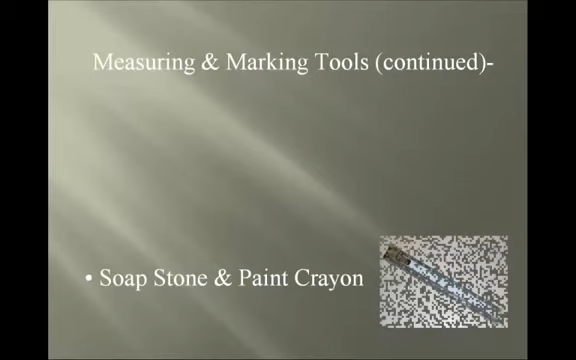 Measuring & Marking Tools (continued)-
• Soap Stone & Paint Crayon